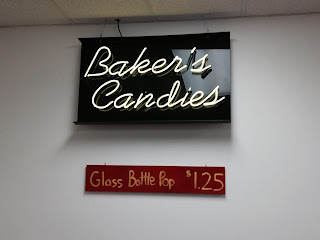 Baker's
Candies
Glass Bottle Pop $1.25